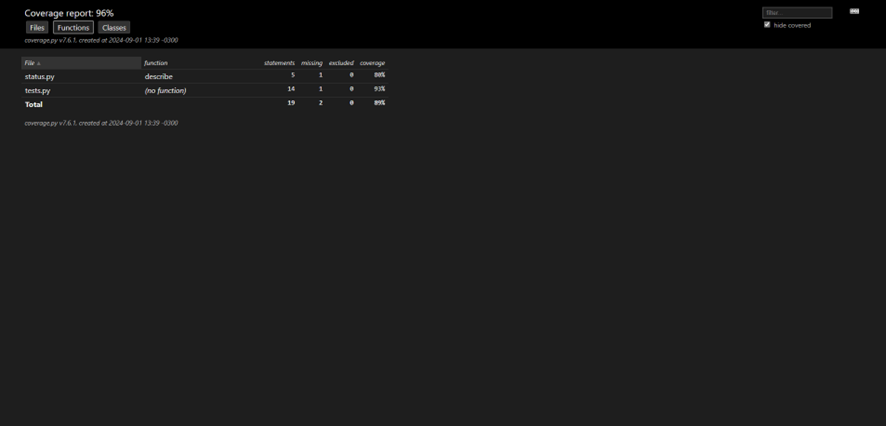 Coverage report: 96%
filter...
hide covered
Files Functions Classes
coverage.py v7.6.1, created at 2024-09-01 13:39 -0300
File function statements missing excluded coverage
status.py describe 5 1 0 80%
tests.py (no function) 14 1 0 93%
Total 19 2 0 89%
coverage.py v7.6.1, created at 2024-09-01 13:39 -0300